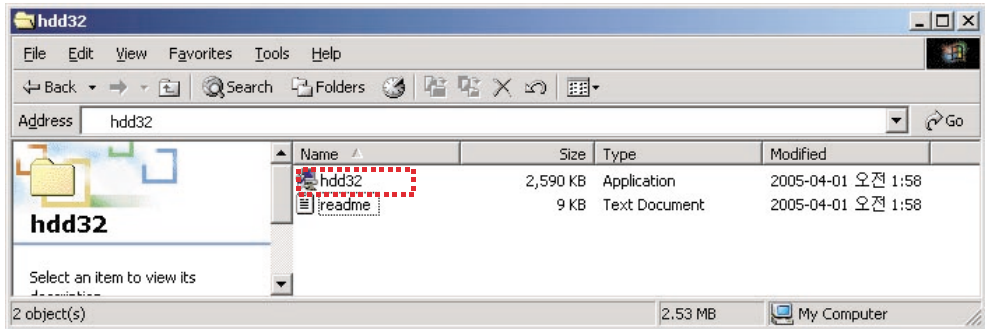 hdd32
File Edit View Favorites Tools Help
Back Search Folders
Address hdd32 Go
Name Size Type Modified
hdd32 2,590 KB Application 2005-04-01 오전 1:58
readme 9 KB Text Document 2005-04-01 오전 1:58
hdd32
Select an item to view its
description.
2 object(s) 2.53 MB My Computer